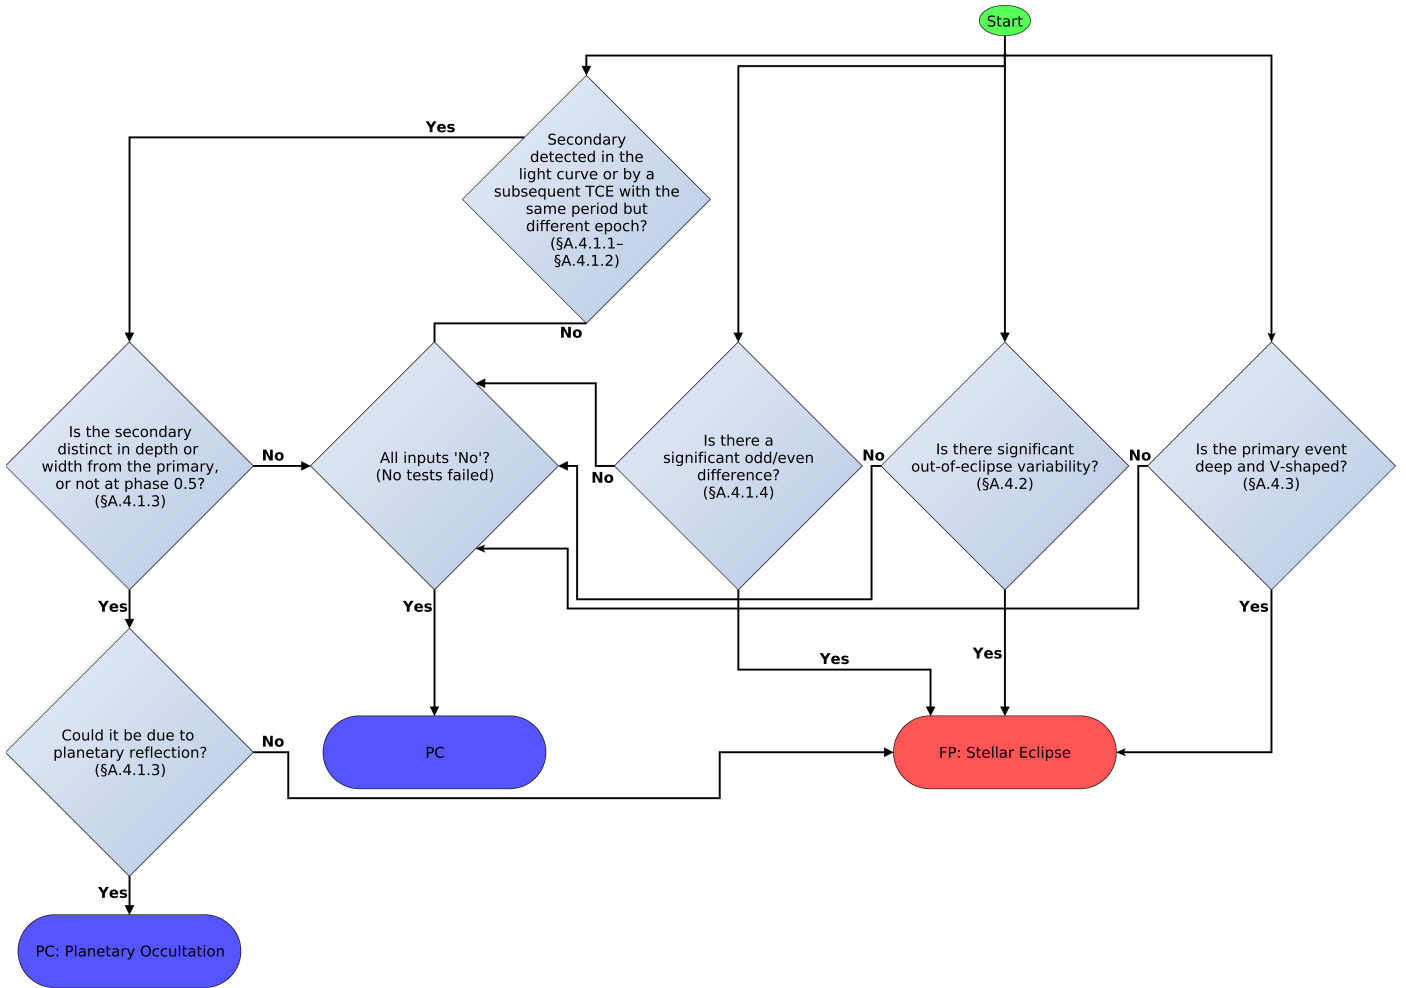 Start
Yes
Secondary
detected in the
light curve or by a
subsequent TCE with the
same period but
different epoch?
(§A.4.1.1–
§A.4.1.2)
No
Is the secondary
distinct in depth or
width from the primary,
or not at phase 0.5?
(§A.4.1.3)
No
All inputs 'No'?
(No tests failed)
No
Is there a
significant odd/even
difference?
(§A.4.1.4)
No
Is there significant
out-of-eclipse variability?
(§A.4.2)
No
Is the primary event
deep and V-shaped?
(§A.4.3)
Yes
Yes
Yes
Yes
Yes
Could it be due to
planetary reflection?
(§A.4.1.3)
No
PC
FP: Stellar Eclipse
Yes
PC: Planetary Occultation